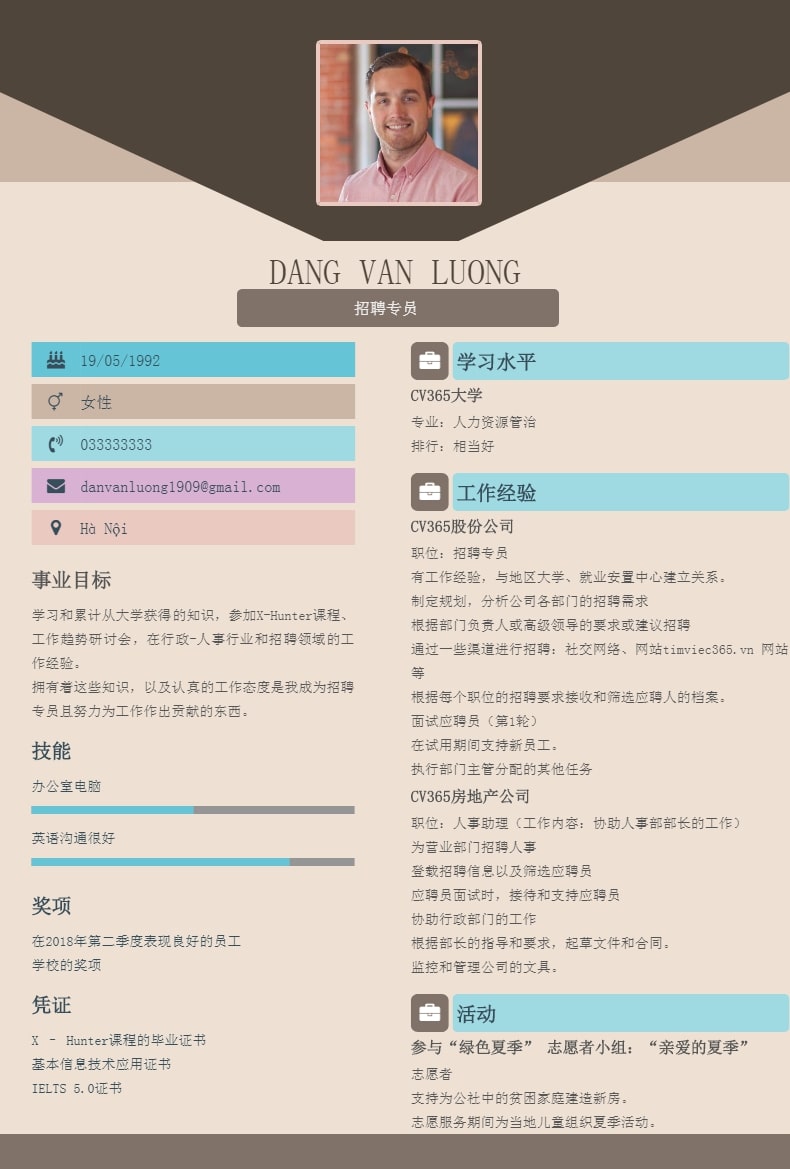 DANG VAN LUONG
招聘专员
19/05/1992
女性
033333333
danvanluong1909@gmail.com
Hà Nội
事业目标
学习和累计从大学获得的知识，参加X-Hunter课程、
工作趋势研讨会，在行政-人事行业和招聘领域的工
作经验。
拥有着这些知识，以及认真的工作态度是我成为招聘
专员且努力为工作作出贡献的东西。
技能
办公室电脑
英语沟通很好
奖项
在2018年第二季度表现良好的员工
学校的奖项
凭证
X – Hunter课程的毕业证书
基本信息技术应用证书
IELTS 5.0证书
学习水平
CV365大学
专业：人力资源管治
排行：相当好
工作经验
CV365股份公司
职位：招聘专员
有工作经验，与地区大学、就业安置中心建立关系。
制定规划，分析公司各部门的招聘需求
根据部门负责人或高级领导的要求或建议招聘
通过一些渠道进行招聘：社交网络、网站timviec365.vn 网站
等
根据每个职位的招聘要求接收和筛选应聘人的档案。
面试应聘员（第1轮）
在试用期间支持新员工。
执行部门主管分配的其他任务
CV365房地产公司
职位：人事助理（工作内容：协助人事部部长的工作）
为营业部门招聘人事
登载招聘信息以及筛选应聘员
应聘员面试时，接待和支持应聘员
协助行政部门的工作
根据部长的指导和要求，起草文件和合同。
监控和管理公司的文具。
活动
参与“绿色夏季” 志愿者小组：“亲爱的夏季”
志愿者
支持为公社中的贫困家庭建造新房。
志愿服务期间为当地儿童组织夏季活动。